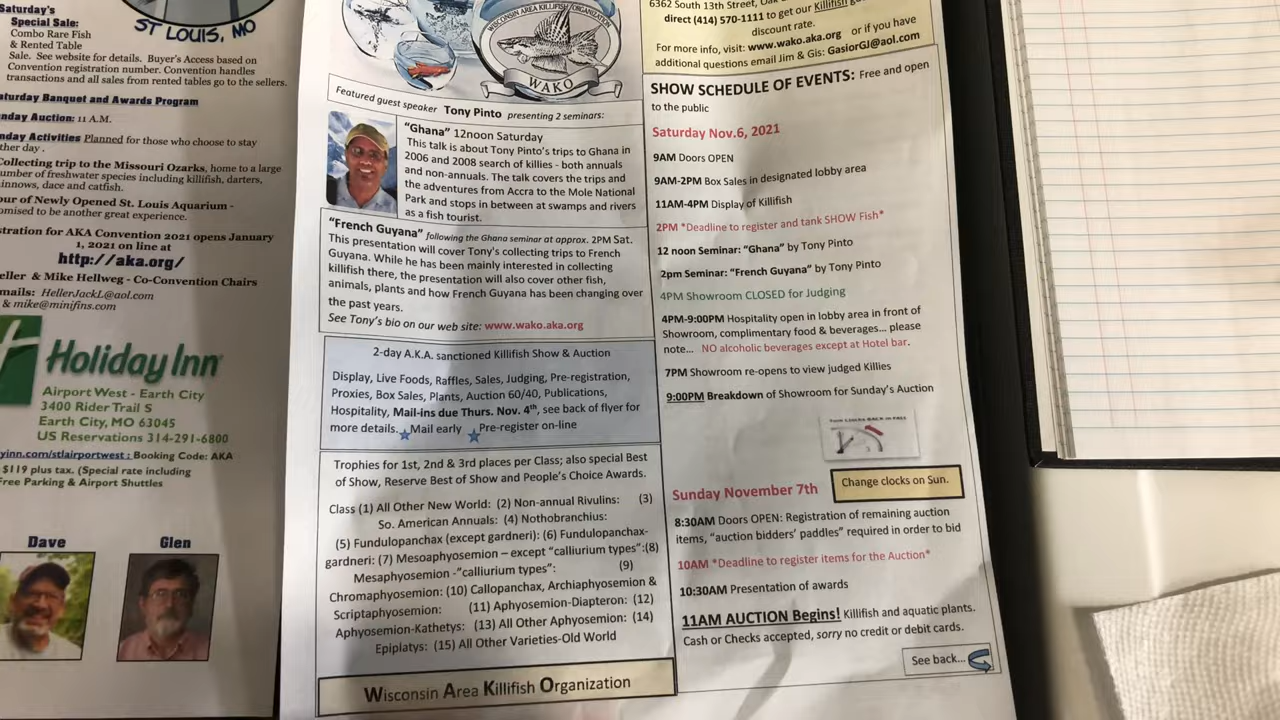 Saturday's
Special Sale:
Combo Rare Fish
& Rented Table
Sale. See website for details. Buyer's Access based on
Convention registration number. Convention handles
transactions and all sales from rented tables go to the sellers.
aturday Banquet and Awards Program
nday Auction: 11 A.M.
nday Activities Planned for those who choose to stay
ther day .
Collecting trip to the Missouri Ozarks, home to a large
umber of freshwater species including killifish, darters,
innows, dace and catfish.
our of Newly Opened St. Louis Aquarium -
omised to be another great experience.
stration for AKA Convention 2021 opens January
1, 2021 on line at
http://aka.org/
eller & Mike Hellweg - Co-Convention Chairs
mails: HellerJackL@aol.com
& mike@minifins.com
Holiday Inn
Airport West - Earth City
3400 Rider Trail S
Earth City, MO 63045
US Reservations 314-291-6800
yinn.com/stlairportwest : Booking Code: AKA
$119 plus tax. (Special rate including
Free Parking & Airport Shuttles
Dave
Glen
ST LOUIS, MO
WISCONSIN AREA KILLIFISH ORGANIZATION
WAKO
Featured guest speaker Tony Pinto presenting 2 seminars:
"Ghana" 12noon Saturday
This talk is about Tony Pinto's trips to Ghana in
2006 and 2008 search of killies - both annuals
and non-annuals. The talk covers the trips and
the adventures from Accra to the Mole National
Park and stops in between at swamps and rivers
as a fish tourist.
"French Guyana" following the Ghana seminar at approx. 2PM Sat.
This presentation will cover Tony's collecting trips to French
Guyana. While he has been mainly interested in collecting
killifish there, the presentation will also cover other fish,
animals, plants and how French Guyana has been changing over
the past years.
See Tony's bio on our web site: www.wako.aka.org
2-day A.K.A. sanctioned Killifish Show & Auction
Display, Live Foods, Raffles, Sales, Judging, Pre-registration,
Proxies, Box Sales, Plants, Auction 60/40, Publications,
Hospitality, Mail-ins due Thurs. Nov. 4th, see back of flyer for
more details. Mail early Pre-register on-line
Trophies for 1st, 2nd & 3rd places per Class; also special Best
of Show, Reserve Best of Show and People's Choice Awards.
Class (1) All Other New World: (2) Non-annual Rivulins: (3)
So. American Annuals: (4) Nothobranchius:
(5) Fundulopanchax (except gardneri): (6) Fundulopanchax-
gardneri: (7) Mesoaphyosemion – except "calliurium types":(8)
Mesaphyosemion -"calliurium types": (9)
Chromaphyosemion: (10) Callopanchax, Archiaphyosemion &
Scriptaphyosemion: (11) Aphyosemion-Diapteron: (12)
Aphyosemion-Kathetys: (13) All Other Aphyosemion: (14)
Epiplatys: (15) All Other Varieties-Old World
Wisconsin Area Killifish Organization
6362 South 13th Street, Oak
direct (414) 570-1111 to get our Killifish
discount rate.
For more info, visit: www.wako.aka.org or if you have
additional questions email Jim & Gis: GasiorGJ@aol.com
SHOW SCHEDULE OF EVENTS: Free and open
to the public
Saturday Nov.6, 2021
9AM Doors OPEN
9AM-2PM Box Sales in designated lobby area
11AM-4PM Display of Killifish
2PM *Deadline to register and tank SHOW Fish*
12 noon Seminar: "Ghana" by Tony Pinto
2pm Seminar: "French Guyana" by Tony Pinto
4PM Showroom CLOSED for Judging
4PM-9:00PM Hospitality open in lobby area in front of
Showroom, complimentary food & beverages... please
note... NO alcoholic beverages except at Hotel bar.
7PM Showroom re-opens to view judged Killies
9:00PM Breakdown of Showroom for Sunday's Auction
Turn Clocks BACK in FALL
Sunday November 7th
Change clocks on Sun.
8:30AM Doors OPEN: Registration of remaining auction
items, "auction bidders' paddles" required in order to bid
10AM *Deadline to register items for the Auction*
10:30AM Presentation of awards
11AM AUCTION Begins! Killifish and aquatic plants.
Cash or Checks accepted, sorry no credit or debit cards.
See back...